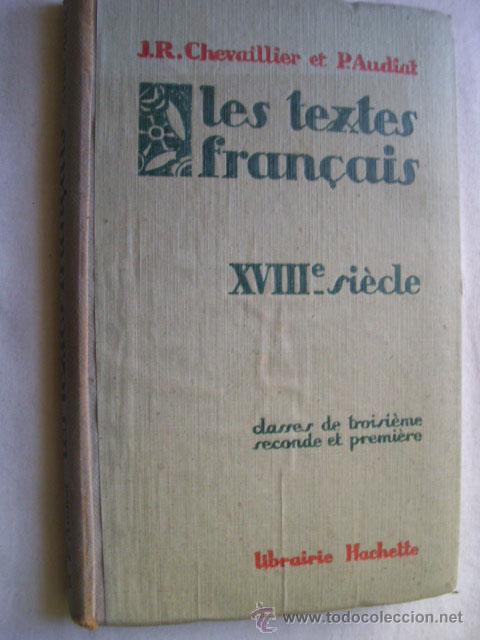 J.R. Chevaillier et P. Audiat
les textes
français
XVIIIe siècle
classes de troisième
seconde et première
librairie Hachette
www.todocoleccion.net